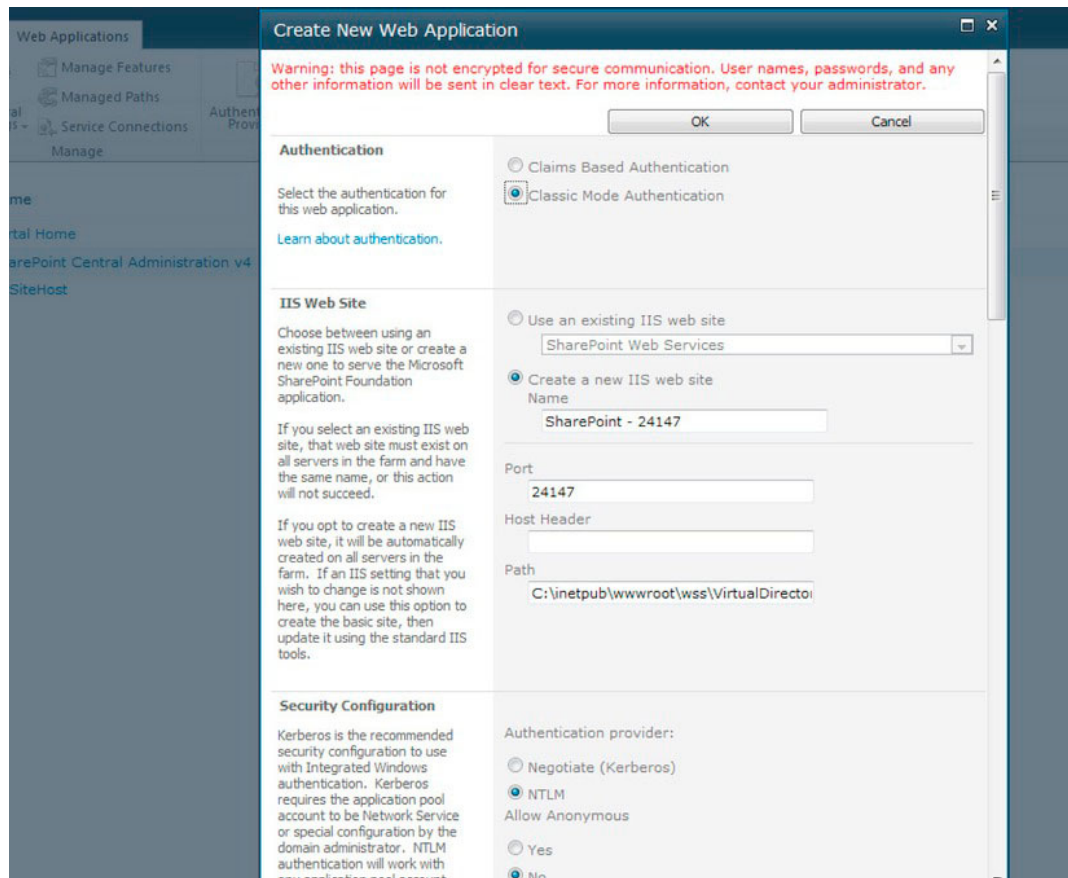 Web Applications
Manage Features
Managed Paths
Service Connections
Manage
Create New Web Application
Warning: this page is not encrypted for secure communication. User names, passwords, and any
other information will be sent in clear text. For more information, contact your administrator.
OK
Cancel
Authentication
Select the authentication for
this web application.
Learn about authentication.
Claims Based Authentication
Classic Mode Authentication
Home
SharePoint Central Administration v4
IIS Web Site
Choose between using an
existing IIS web site or create a
new one to serve the Microsoft
SharePoint Foundation
application.
If you select an existing IIS web
site, that web site must exist on
all servers in the farm and have
the same name, or this action
will not succeed.
If you opt to create a new IIS
web site, it will be automatically
created on all servers in the
farm. If an IIS setting that you
wish to change is not shown
here, you can use this option to
create the basic site, then
update it using the standard IIS
tools.
Use an existing IIS web site
SharePoint Web Services
Create a new IIS web site
Name
SharePoint - 24147
Port
24147
Host Header
Path
C:\inetpub\wwwroot\wss\VirtualDirecto
Security Configuration
Kerberos is the recommended
security configuration to use
with Integrated Windows
authentication. Kerberos
requires the application pool
account to be Network Service
or special configuration by the
domain administrator. NTLM
authentication will work with
any application pool account
Authentication provider:
Negotiate (Kerberos)
NTLM
Allow Anonymous
Yes
No